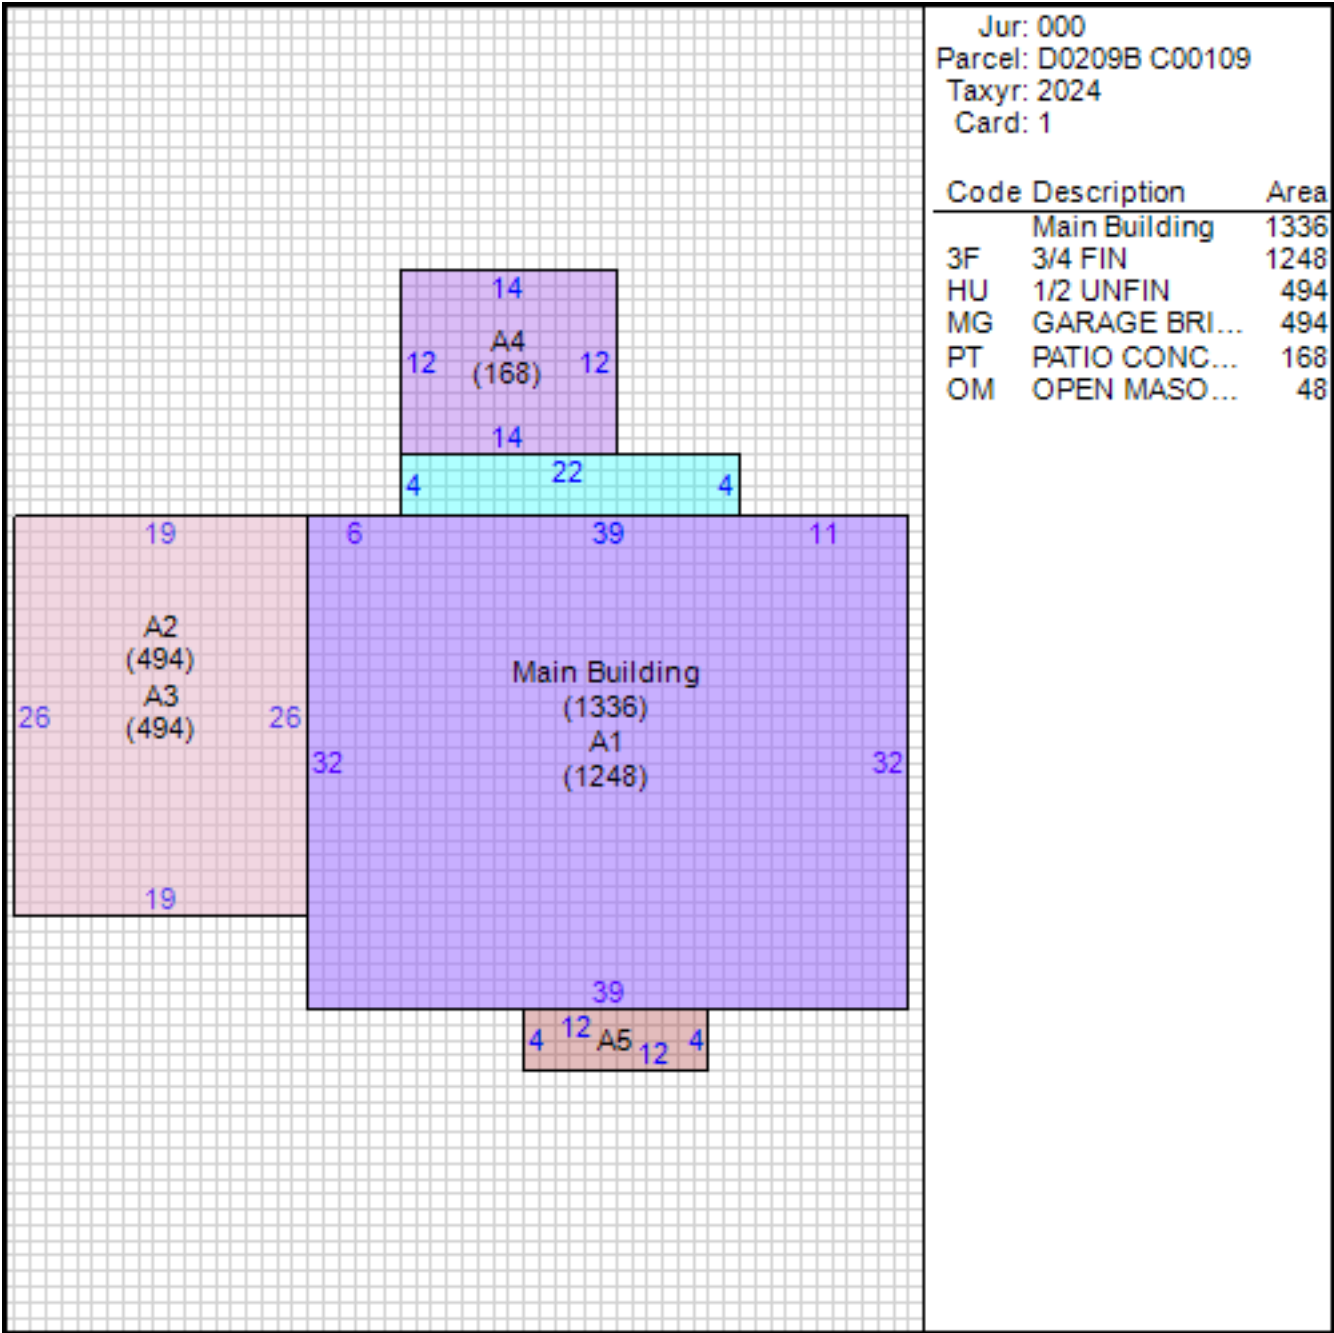 Jur: 000
Parcel: D0209B C00109
Taxyr: 2024
Card: 1
Code Description Area
Main Building 1336
3F 3/4 FIN 1248
HU 1/2 UNFIN 494
MG GARAGE BRI... 494
PT PATIO CONC... 168
OM OPEN MASO... 48
14
A4
12 (168) 12
14
22
4 4
19 6 39 11
A2
(494)
A3
(494)
26 26
Main Building
(1336)
A1
(1248)
32 32
19
39
4 12 A5 12 4